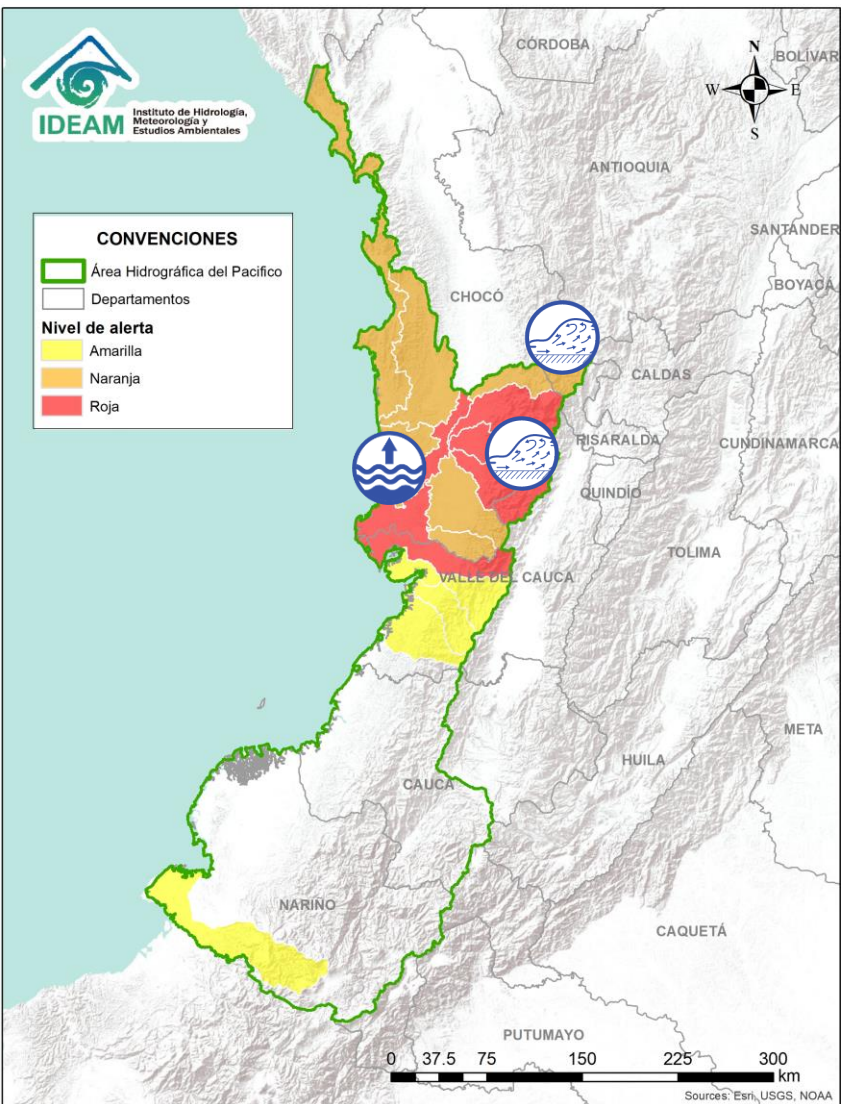 IDEAM
Instituto de Hidrología,
Meteorología y
Estudios Ambientales
CÓRDOBA
BOLÍVAR
N
W
E
S
ANTIOQUIA
SANTANDER
BOYACÁ
CONVENCIONES
Área Hidrográfica del Pacifico
Departamentos
Nivel de alerta
Amarilla
Naranja
Roja
CHOCÓ
CALDAS
RISARALDA
CUNDINAMARCA
QUINDÍO
TOLIMA
VALLE DEL CAUCA
META
HUILA
CAUCA
NARIÑO
CAQUETÁ
PUTUMAYO
0 37.5 75 150 225 300
km
Sources: Esri, USGS, NOAA